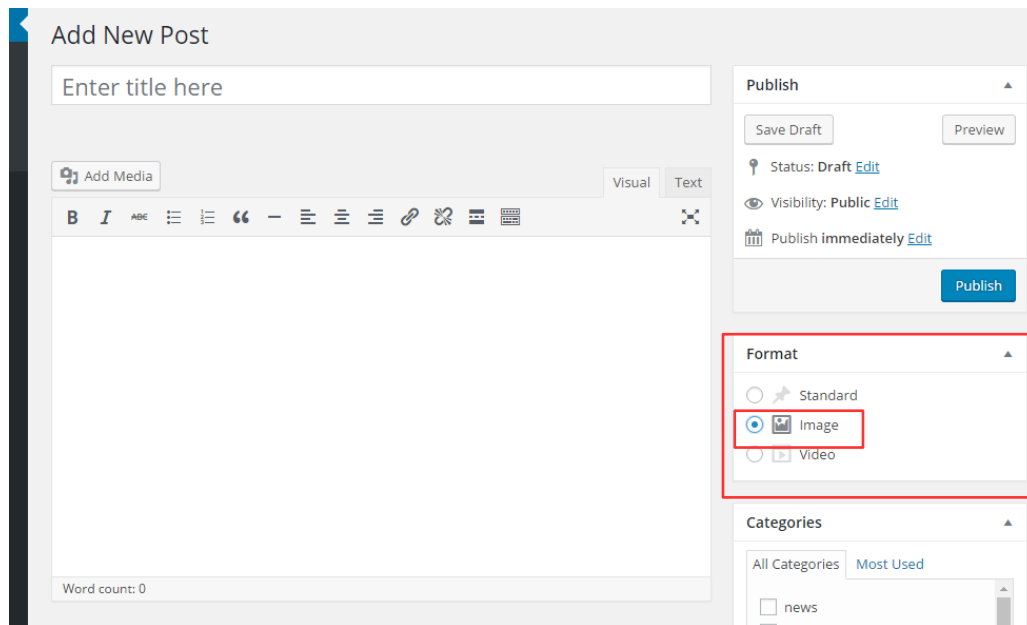 Add New Post
Enter title here
Add Media
Visual
Text
B I ABC
Word count: 0
Publish
Save Draft
Preview
Status: Draft Edit
Visibility: Public Edit
Publish immediately Edit
Publish
Format
Standard
Image
Video
Categories
All Categories
Most Used
news